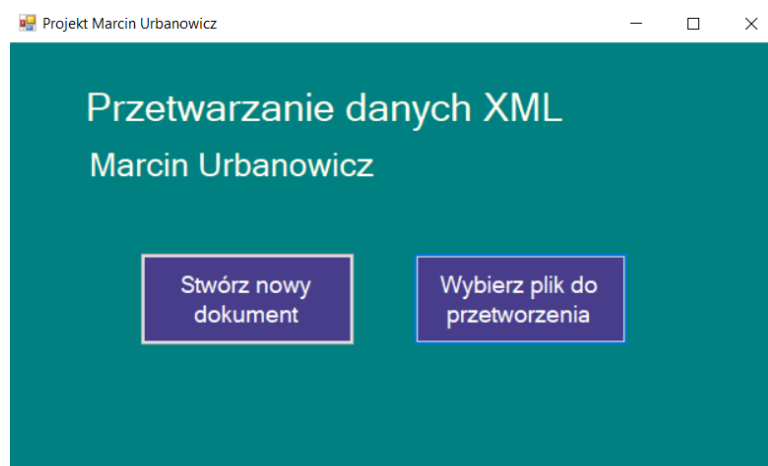 Projekt Marcin Urbanowicz
Przetwarzanie danych XML
Marcin Urbanowicz
Stwórz nowy
dokument
Wybierz plik do
przetworzenia